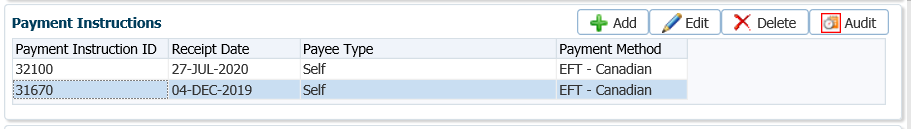 Payment Instructions Add Edit Delete Audit
Payment Instruction ID Receipt Date Payee Type Payment Method
32100 27-JUL-2020 Self EFT - Canadian
31670 04-DEC-2019 Self EFT - Canadian